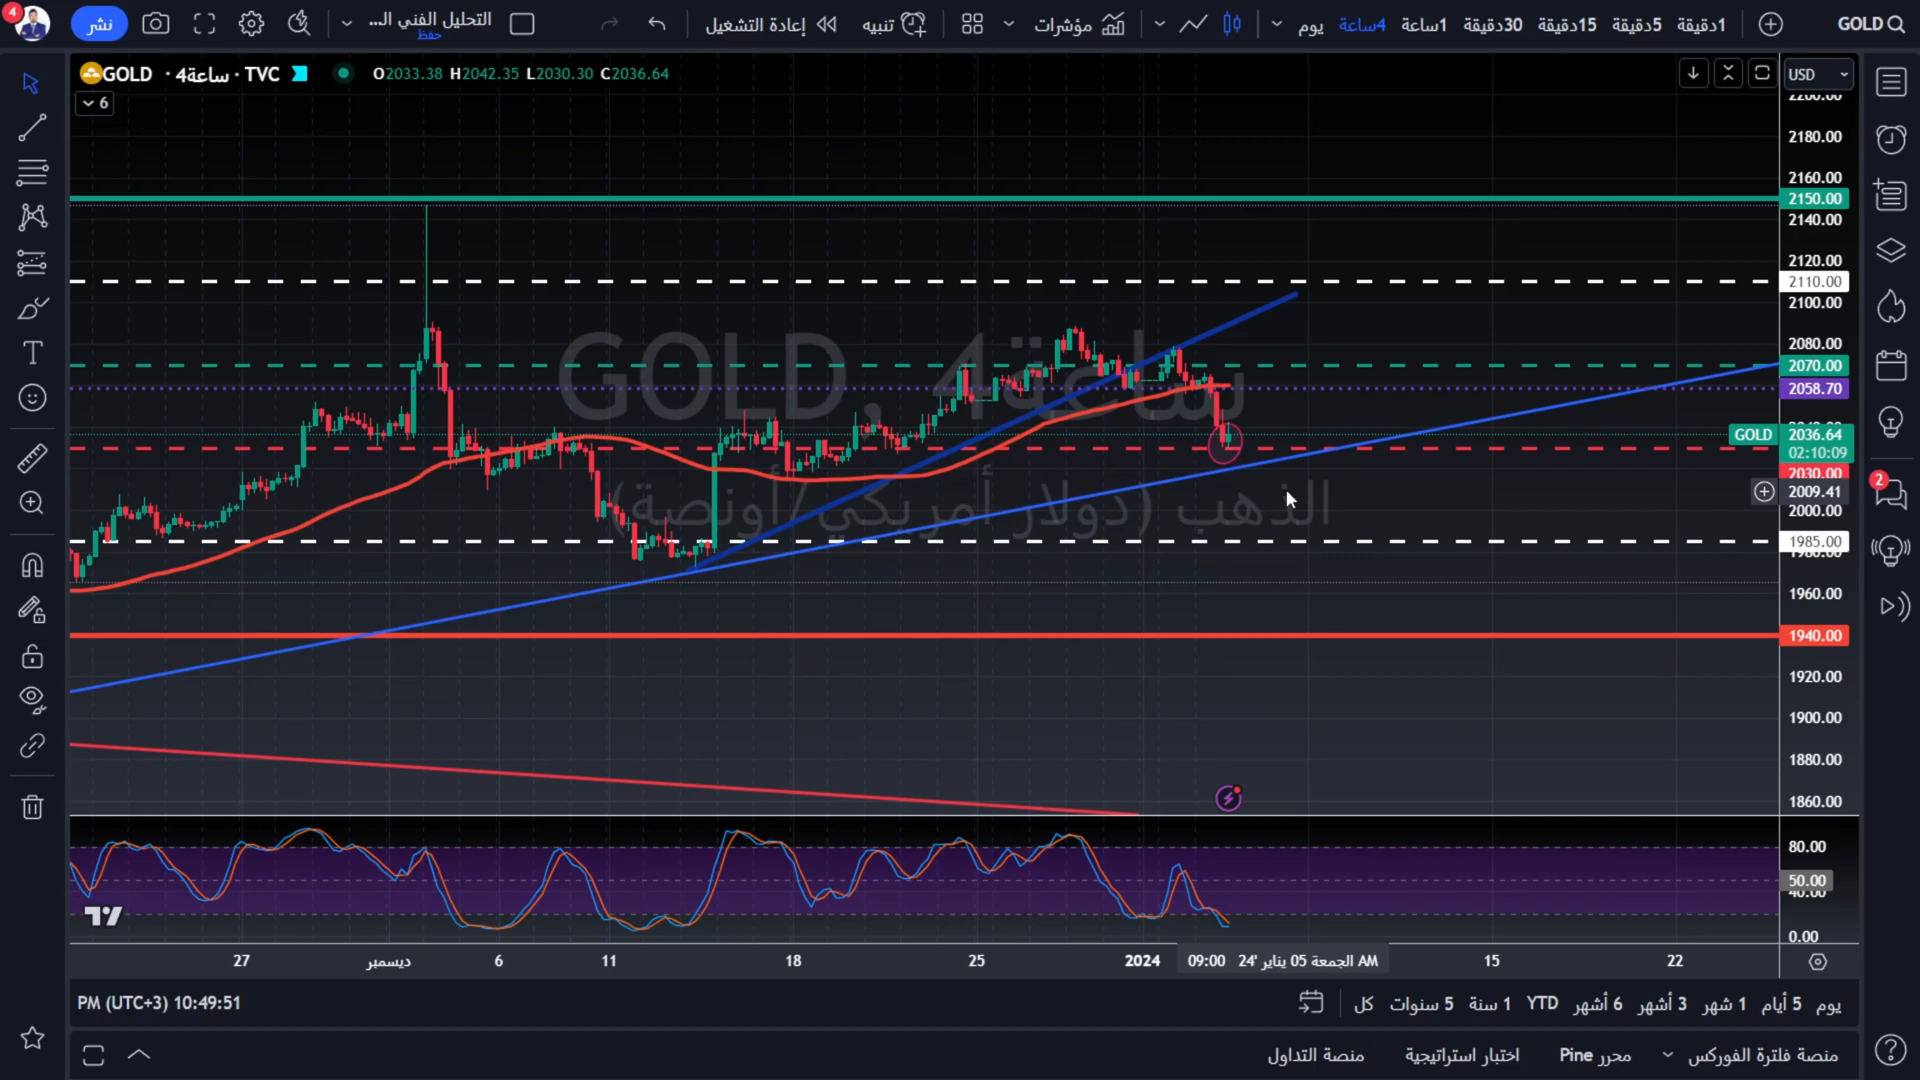 4
نشر
التحليل الفني الـ...
حفظ
إعادة التشغيل
تنبيه
مؤشرات
يوم
4ساعة
1ساعة
30دقيقة
15دقيقة
5دقيقة
1دقيقة
GOLD
GOLD · 4ساعة · TVC
O2033.38 H2042.35 L2030.30 C2036.64
6
USD
GOLD, 4ساعة
الذهب (دولار أمريكي/أونصة)
2200.00
2180.00
2160.00
2150.00
2140.00
2120.00
2110.00
2100.00
2080.00
2070.00
2058.70
GOLD 2036.64
02:10:09
2030.00
2009.41
2000.00
1985.00
1960.00
1940.00
1920.00
1900.00
1880.00
1860.00
80.00
50.00
40.00
0.00
2
27
ديسمبر
6
11
18
25
2024
الجمعة 05 يناير '24 09:00 AM
15
22
10:49:51 PM (UTC+3)
يوم
5 أيام
1 شهر
3 أشهر
6 أشهر
YTD
1 سنة
5 سنوات
كل
منصة فلترة الفوركس
محرر Pine
اختبار استراتيجية
منصة التداول